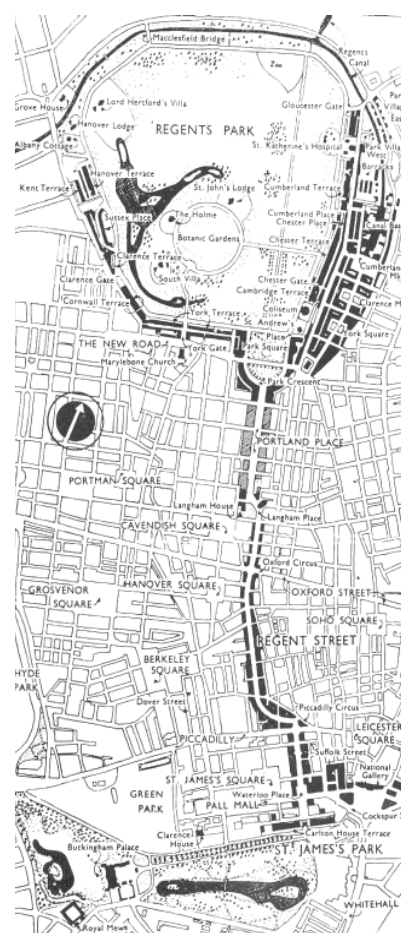 Macclesfield Bridge
Regents
Canal
Zoo
Grove House
Lord Hertford's Villa
Gloucester Gate
Hanover Lodge
REGENTS PARK
Albany Cottage
St. Katherine's Hospital
Park Village
West
Barracks
Kent Terrace
Hanover Terrace
St. John's Lodge
Cumberland Terrace
Sussex Place
The Holme
Cumberland Place
Chester Place
Botanic Gardens
Chester Terrace
Clarence Terrace
South Villa
Clarence Gate
Chester Gate
Cambridge Terrace
Cornwall Terrace
York Terrace
Coliseum
St. Andrew's
Place
York Square
THE NEW ROAD
York Gate
Park Square
Marylebone Church
Park Crescent
PORTLAND PLACE
PORTMAN SQUARE
Langham House
Langham Place
CAVENDISH SQUARE
Oxford Circus
HANOVER SQUARE
OXFORD STREET
GROSVENOR
SQUARE
SOHO SQUARE
REGENT STREET
BERKELEY
SQUARE
HYDE
PARK
Dover Street
Piccadilly Circus
LEICESTER
SQUARE
PICCADILLY
Suffolk Street
National
Gallery
ST. JAMES'S SQUARE
GREEN
PARK
Waterloo Place
PALL MALL
Cockspur S
Clarence
House
Carlton House Terrace
Buckingham Palace
ST. JAMES'S PARK
WHITEHALL
Royal Mews